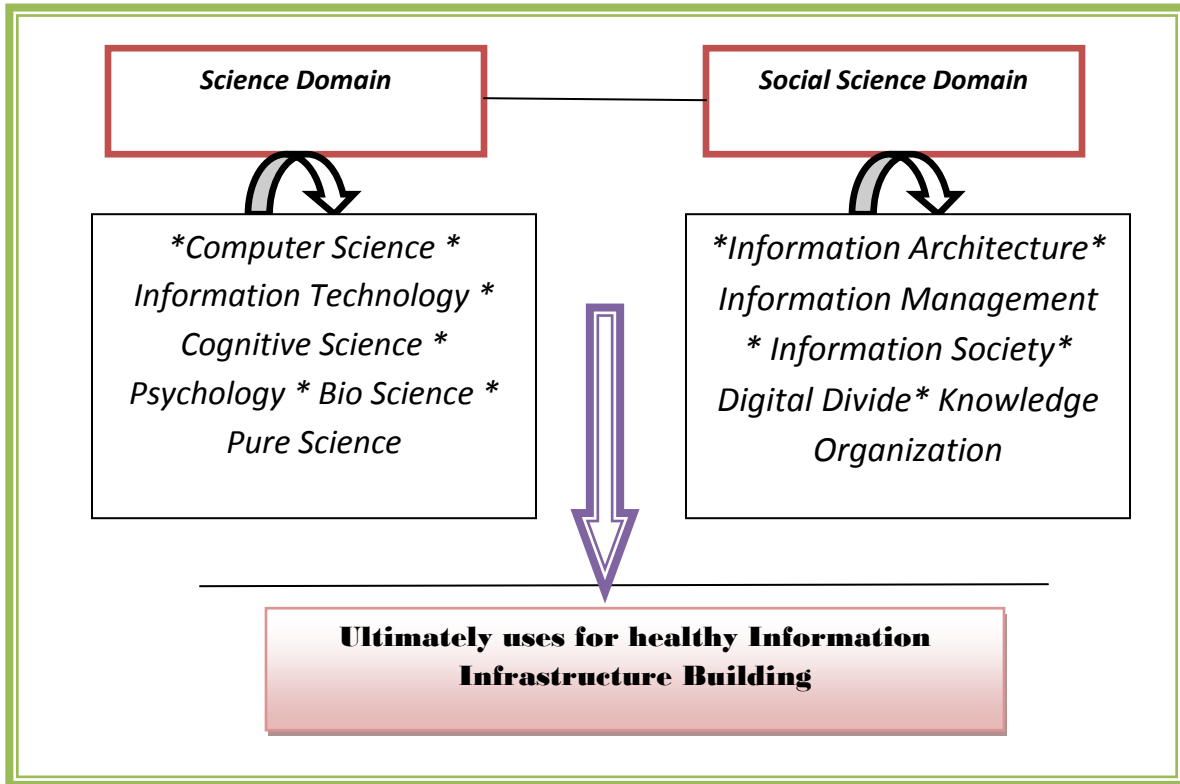 Science Domain
Social Science Domain
*Computer Science *
Information Technology *
Cognitive Science *
Psychology * Bio Science *
Pure Science
*Information Architecture*
Information Management
* Information Society*
Digital Divide* Knowledge
Organization
Ultimately uses for healthy Information
Infrastructure Building